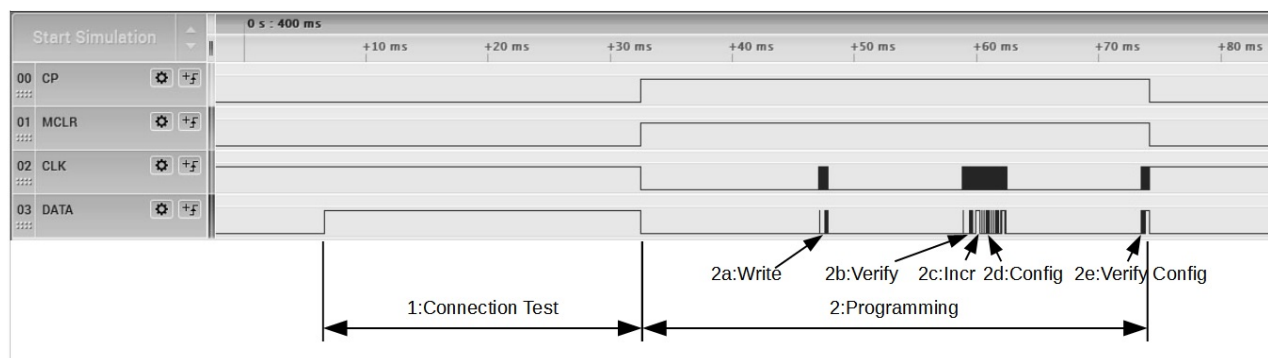 Start Simulation
0 s : 400 ms
+10 ms +20 ms +30 ms +40 ms +50 ms +60 ms +70 ms +80 ms
00 CP
01 MCLR
02 CLK
03 DATA
2a:Write 2b:Verify 2c:Incr 2d:Config 2e:Verify Config
1:Connection Test 2:Programming